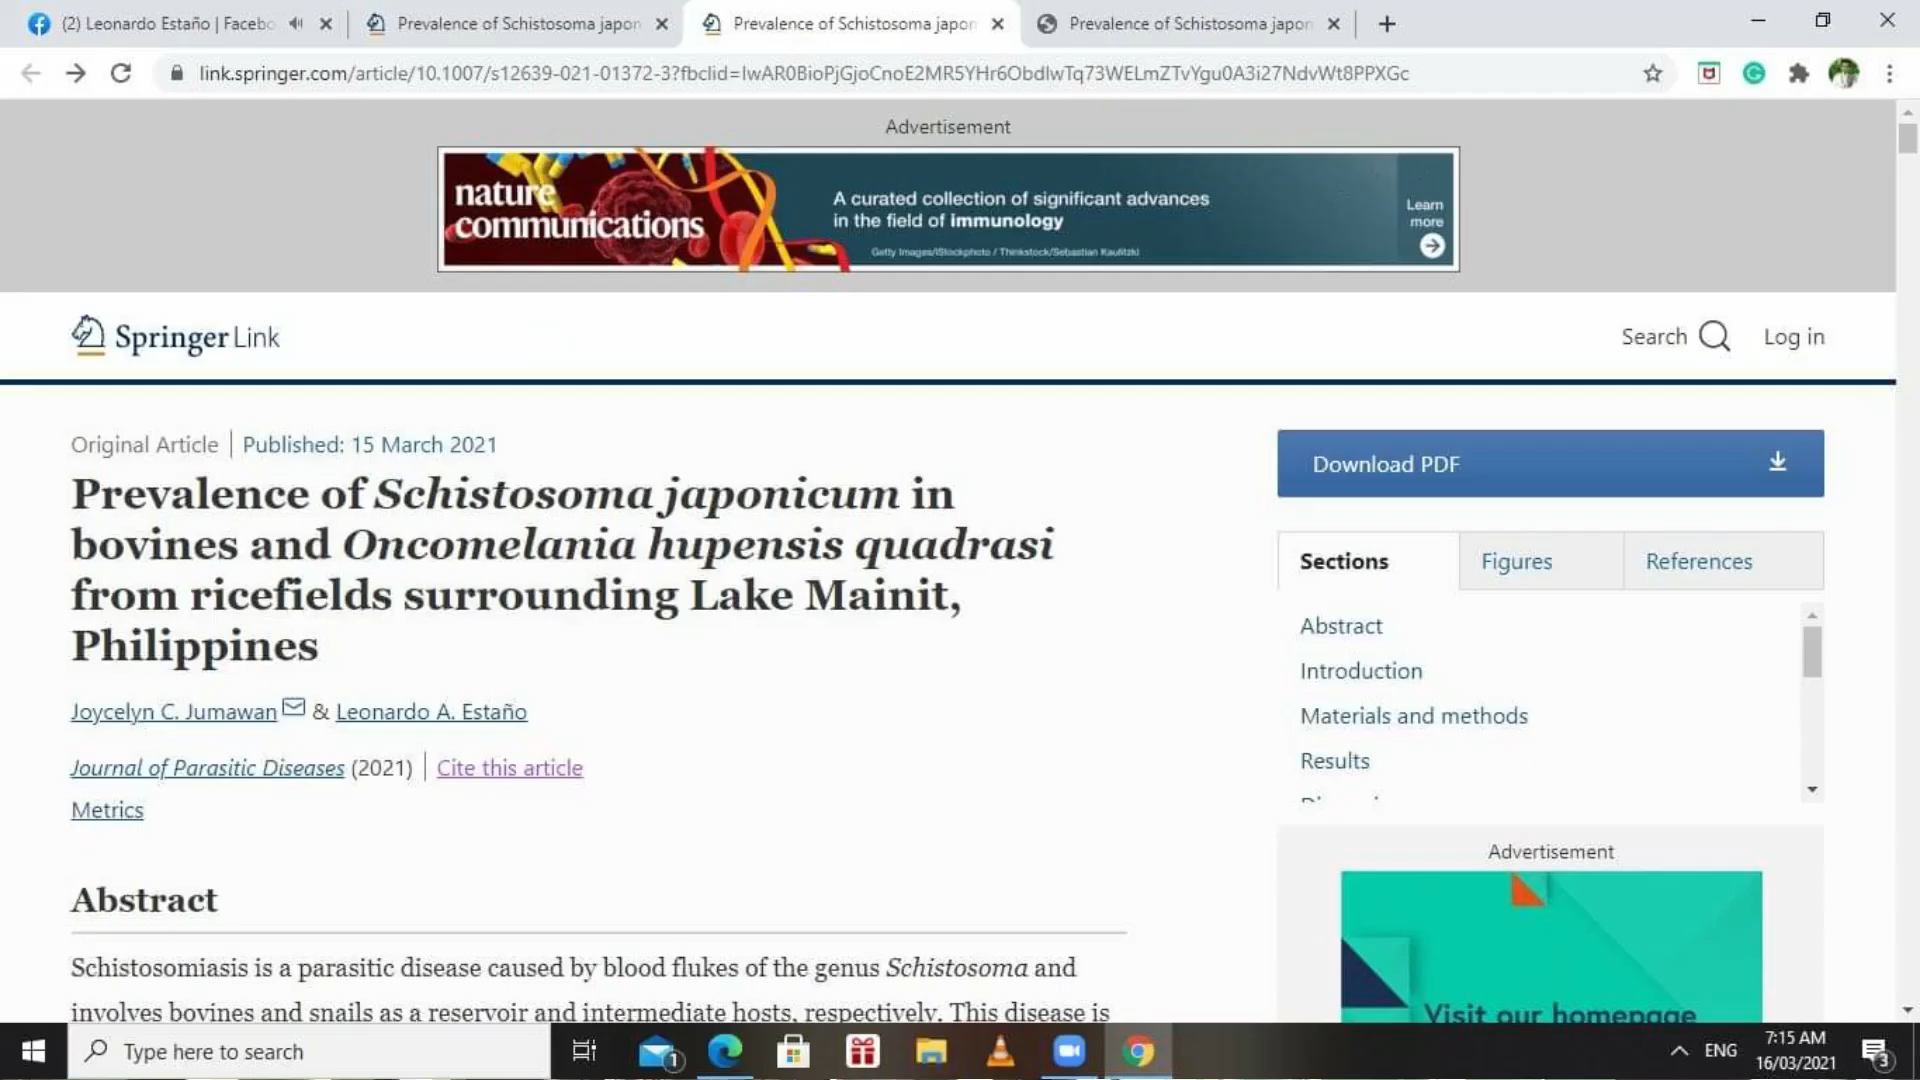 (2) Leonardo Estaño | Facebo
Prevalence of Schistosoma japon
Prevalence of Schistosoma japon
Prevalence of Schistosoma japon
link.springer.com/article/10.1007/s12639-021-01372-3?fbclid=IwAR0BioPjGjoCnoE2MR5YHr6ObdlwTq73WELmZTvYgu0A3i27NdvWt8PPXGc
Advertisement
nature
communications
A curated collection of significant advances
in the field of immunology
Getty Images/iStockphoto / Thinkstock/Sebastian Kaulitzki
Learn
more
Springer Link
Search
Log in
Original Article | Published: 15 March 2021
Prevalence of Schistosoma japonicum in
bovines and Oncomelania hupensis quadrasi
from ricefields surrounding Lake Mainit,
Philippines
Joycelyn C. Jumawan & Leonardo A. Estaño
Journal of Parasitic Diseases (2021) | Cite this article
Metrics
Abstract
Schistosomiasis is a parasitic disease caused by blood flukes of the genus Schistosoma and
involves bovines and snails as a reservoir and intermediate hosts, respectively. This disease is
Download PDF
Sections
Figures
References
Abstract
Introduction
Materials and methods
Results
Advertisement
Visit our homepage
Type here to search
1
ENG
7:15 AM
16/03/2021
3